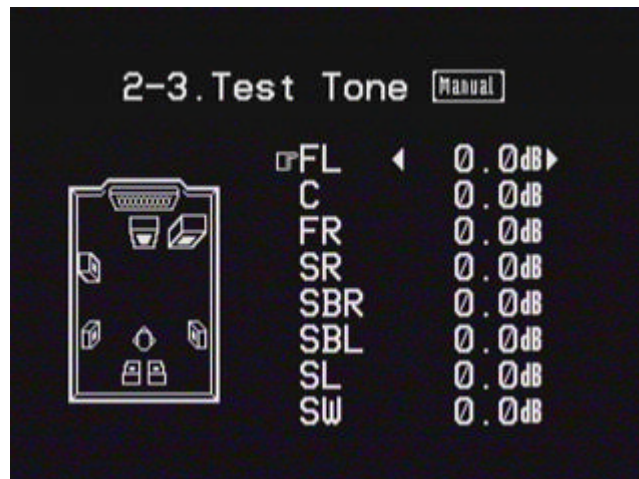 2-3.Test Tone Manual
☞FL ◀ 0.0dB▶
C 0.0dB
FR 0.0dB
SR 0.0dB
SBR 0.0dB
SBL 0.0dB
SL 0.0dB
SW 0.0dB